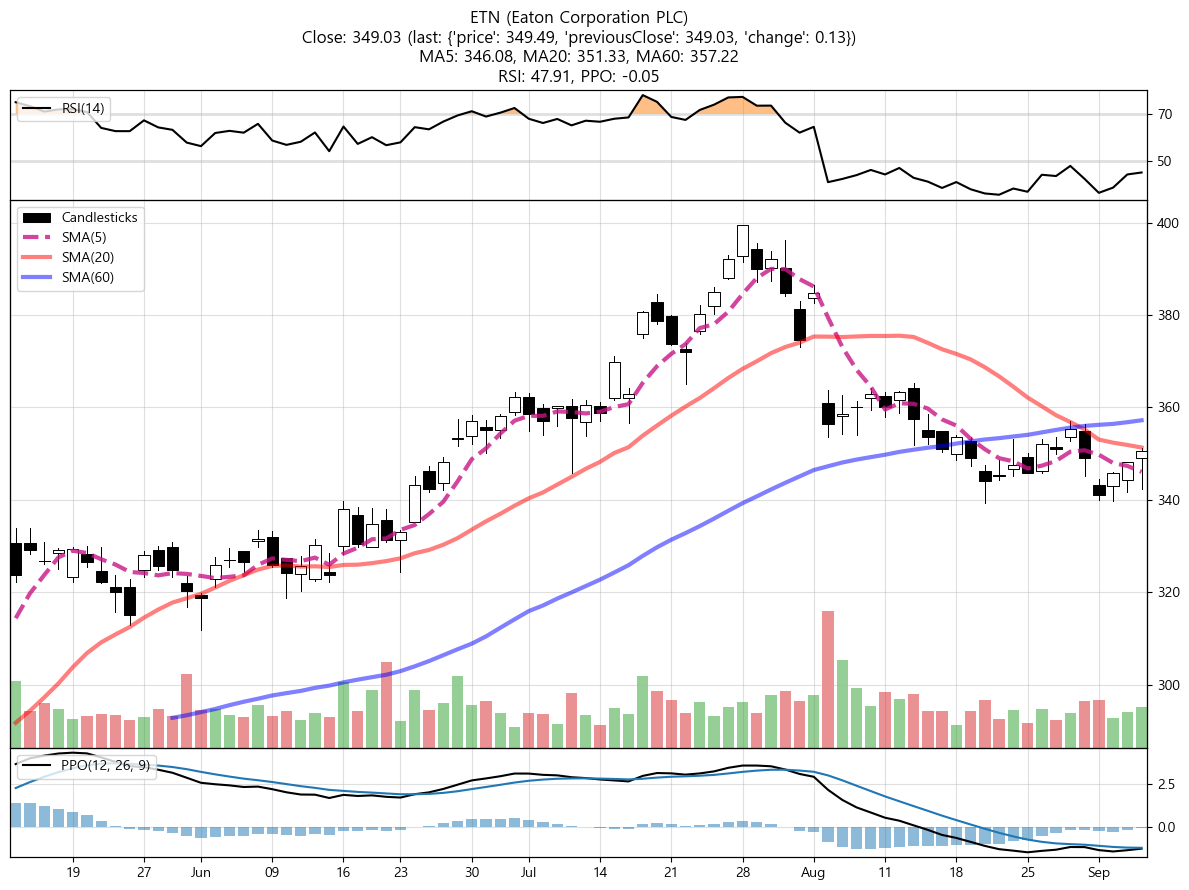 ETN (Eaton Corporation PLC)
Close: 349.03 (last: {'price': 349.49, 'previousClose': 349.03, 'change': 0.13})
MA5: 346.08, MA20: 351.33, MA60: 357.22
RSI: 47.91, PPO: -0.05
RSI(14)
70
50
Candlesticks
SMA(5)
SMA(20)
SMA(60)
400
380
360
340
320
300
PPO(12, 26, 9)
2.5
0.0
19 27 Jun 09 16 23 30 Jul 14 21 28 Aug 11 18 25 Sep